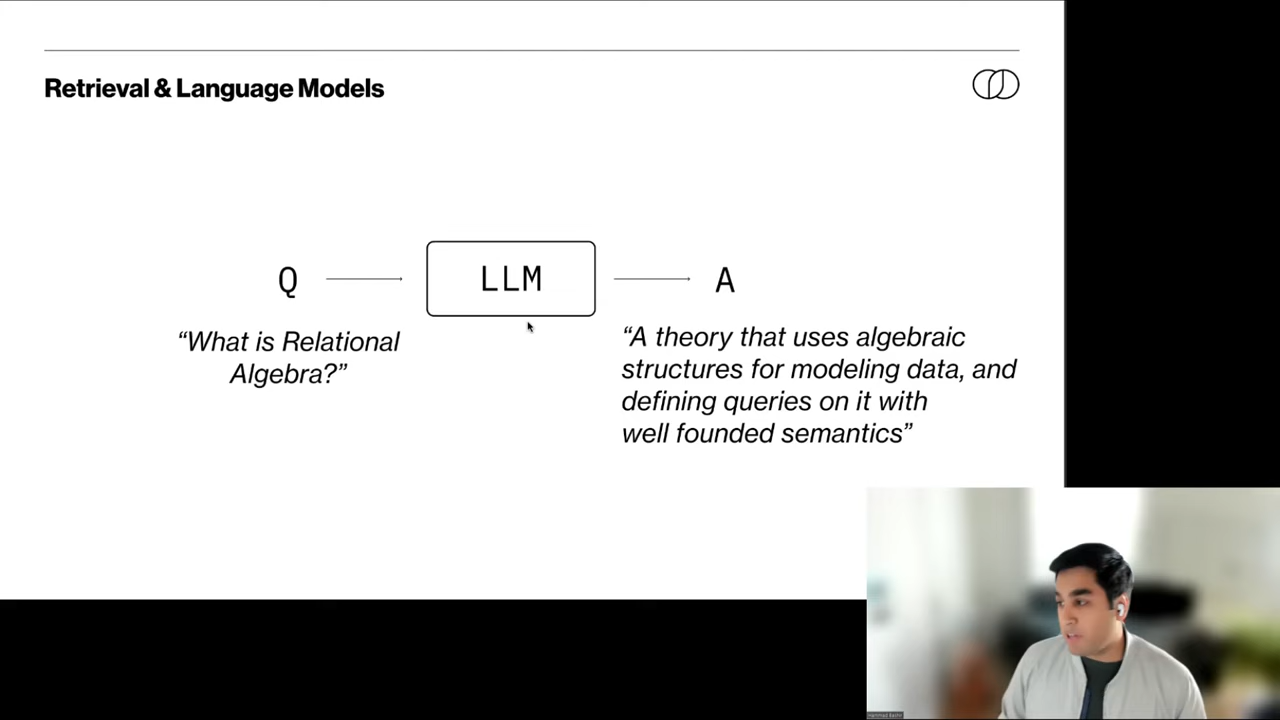 Retrieval & Language Models
Q
LLM
A
“What is Relational
Algebra?”
“A theory that uses algebraic
structures for modeling data, and
defining queries on it with
well founded semantics”